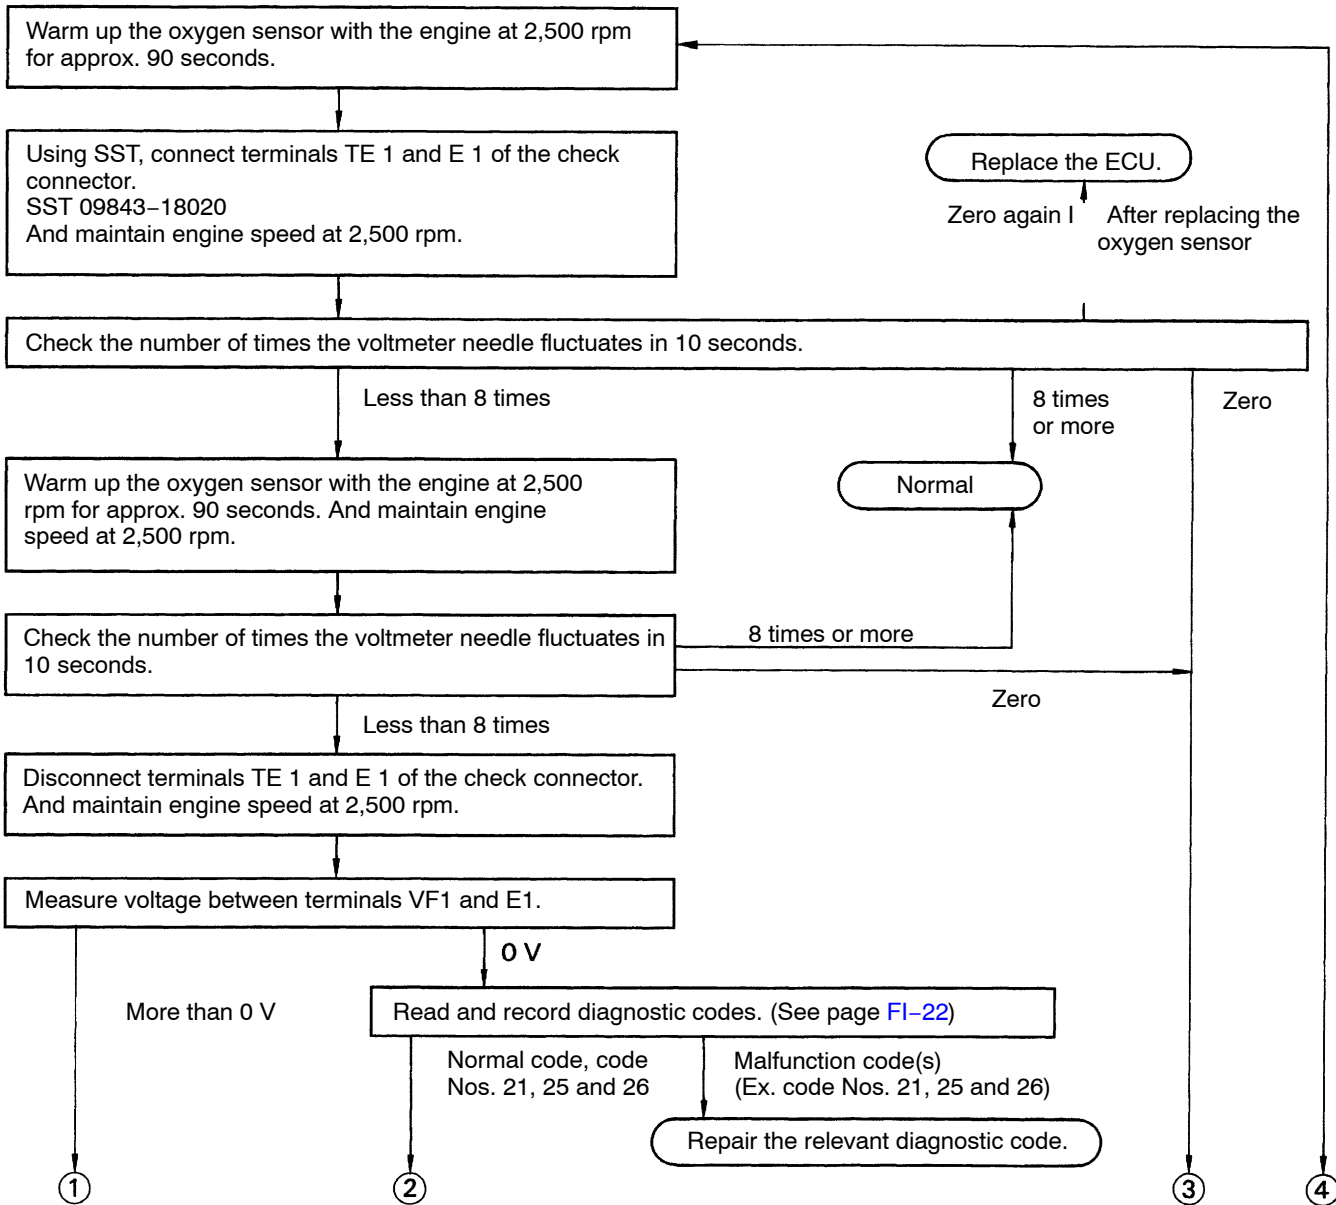 Warm up the oxygen sensor with the engine at 2,500 rpm
for approx. 90 seconds.
Using SST, connect terminals TE 1 and E 1 of the check
connector.
SST 09843−18020
And maintain engine speed at 2,500 rpm.
Replace the ECU.
Zero again I
After replacing the
oxygen sensor
Check the number of times the voltmeter needle fluctuates in 10 seconds.
Less than 8 times
8 times
or more
Zero
Warm up the oxygen sensor with the engine at 2,500
rpm for approx. 90 seconds. And maintain engine
speed at 2,500 rpm.
Normal
Check the number of times the voltmeter needle fluctuates in
10 seconds.
8 times or more
Zero
Less than 8 times
Disconnect terminals TE 1 and E 1 of the check connector.
And maintain engine speed at 2,500 rpm.
Measure voltage between terminals VF1 and E1.
0 V
More than 0 V
Read and record diagnostic codes. (See page FI−22)
Normal code, code
Nos. 21, 25 and 26
Malfunction code(s)
(Ex. code Nos. 21, 25 and 26)
Repair the relevant diagnostic code.
1
2
3
4